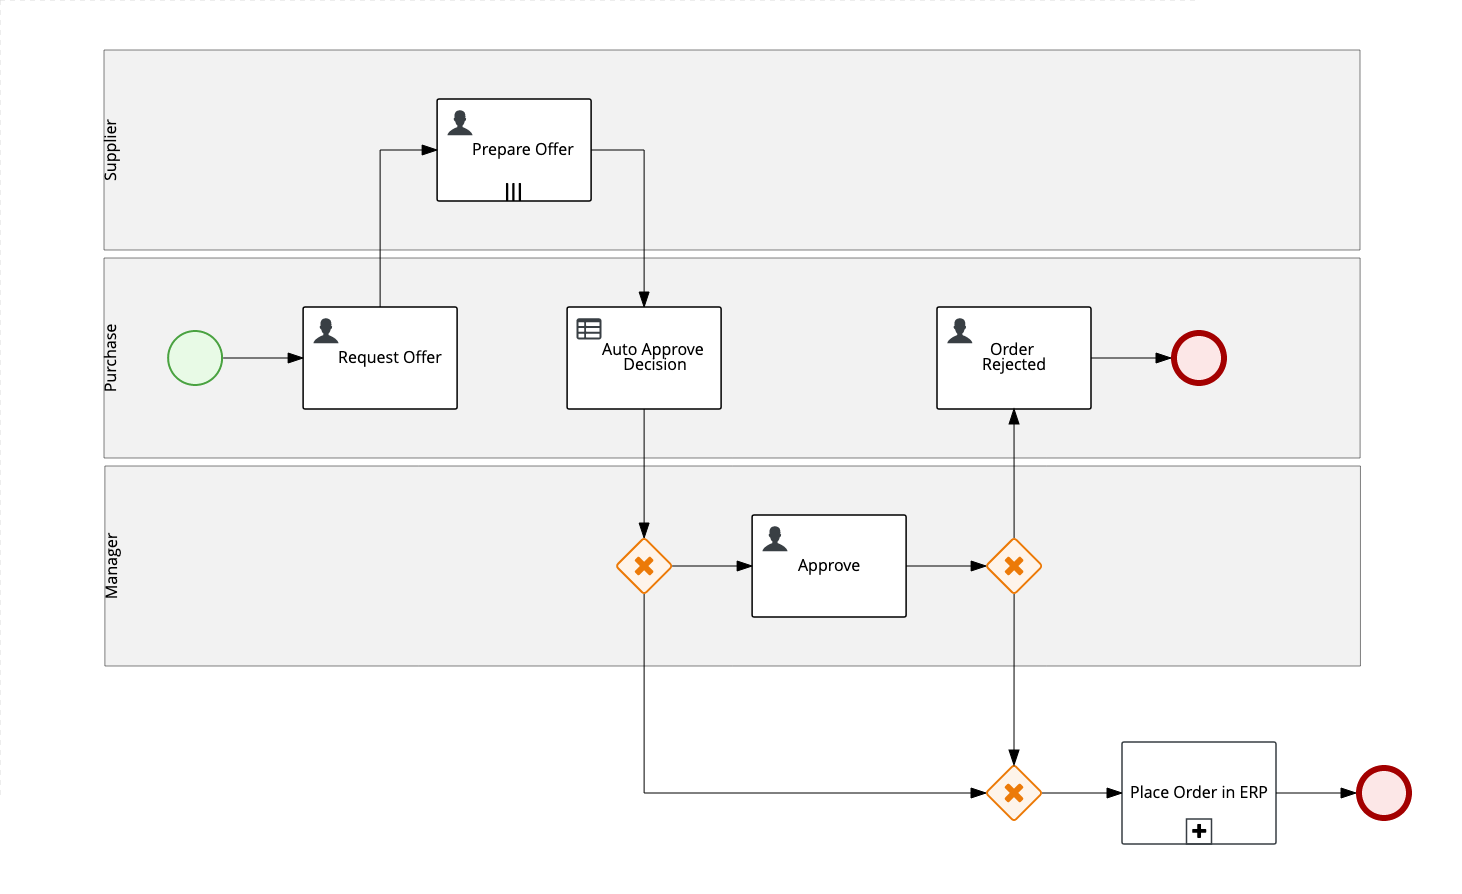 Supplier
Prepare Offer
Purchase
Request Offer
Auto Approve
Decision
Order
Rejected
Manager
Approve
Place Order in ERP